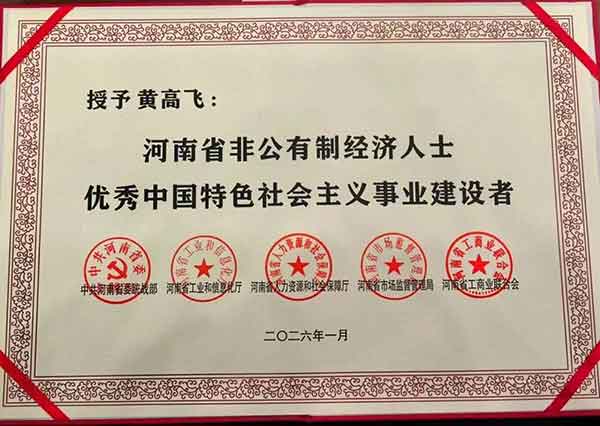 授予 黄高飞：
河南省非公有制经济人士
优秀中国特色社会主义事业建设者
中共河南省委统战部 河南省工业和信息化厅 河南省人力资源和社会保障厅 河南省市场监督管理局 河南省工商业联合会
二〇二六年一月